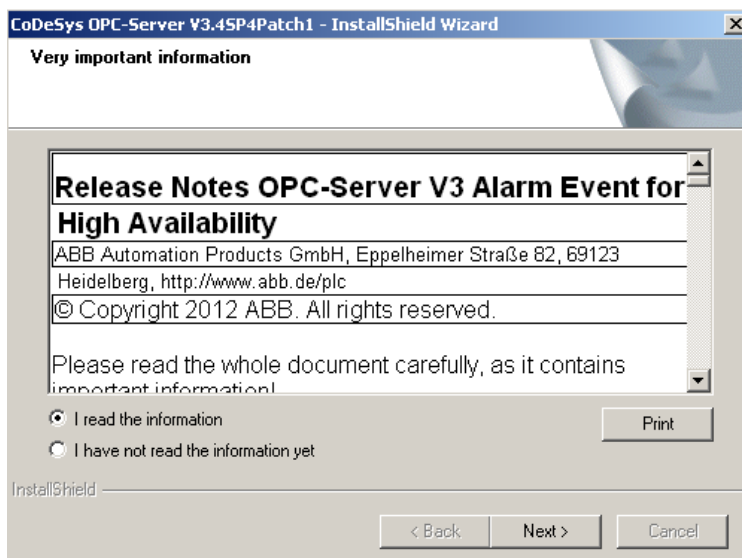 CoDeSys OPC-Server V3.4SP4Patch1 - InstallShield Wizard
Very important information
Release Notes OPC-Server V3 Alarm Event for
High Availability
ABB Automation Products GmbH, Eppelheimer Straße 82, 69123
Heidelberg, http://www.abb.de/plc
© Copyright 2012 ABB. All rights reserved.
Please read the whole document carefully, as it contains
important information!
I read the information
Print
I have not read the information yet
InstallShield
< Back
Next >
Cancel